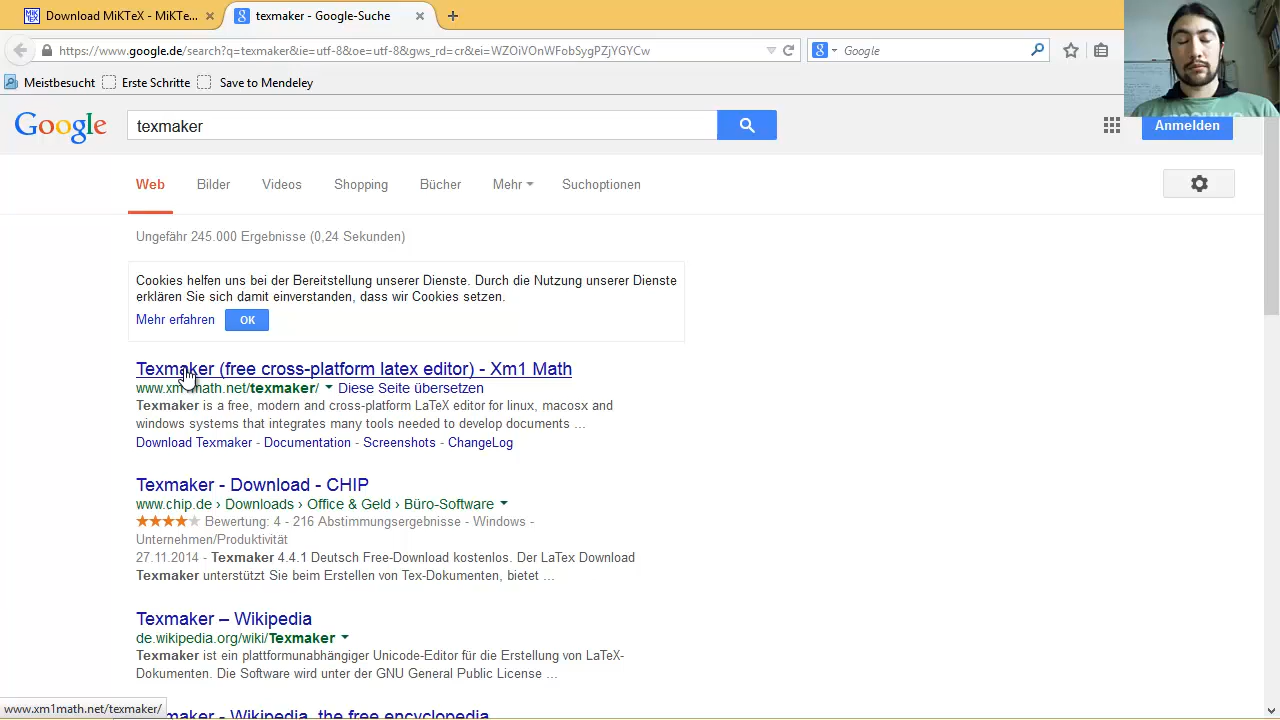 Download MiKTeX - MiKTe...
texmaker - Google-Suche
https://www.google.de/search?q=texmaker&ie=utf-8&oe=utf-8&gws_rd=cr&ei=WZOiVOnWFobSygPZjYGYCw
Google
Meistbesucht
Erste Schritte
Save to Mendeley
Google
texmaker
Anmelden
Web
Bilder
Videos
Shopping
Bücher
Mehr
Suchoptionen
Ungefähr 245.000 Ergebnisse (0,24 Sekunden)
Cookies helfen uns bei der Bereitstellung unserer Dienste. Durch die Nutzung unserer Dienste
erklären Sie sich damit einverstanden, dass wir Cookies setzen.
Mehr erfahren
OK
Texmaker (free cross-platform latex editor) - Xm1 Math
www.xm1math.net/texmaker/ Diese Seite übersetzen
Texmaker is a free, modern and cross-platform LaTeX editor for linux, macosx and
windows systems that integrates many tools needed to develop documents ...
Download Texmaker - Documentation - Screenshots - ChangeLog
Texmaker - Download - CHIP
www.chip.de › Downloads › Office & Geld › Büro-Software
Bewertung: 4 - 216 Abstimmungsergebnisse - Windows -
Unternehmen/Produktivität
27.11.2014 - Texmaker 4.4.1 Deutsch Free-Download kostenlos. Der LaTex Download
Texmaker unterstützt Sie beim Erstellen von Tex-Dokumenten, bietet ...
Texmaker – Wikipedia
de.wikipedia.org/wiki/Texmaker
Texmaker ist ein plattformunabhängiger Unicode-Editor für die Erstellung von LaTeX-
Dokumenten. Die Software wird unter der GNU General Public License ...
www.xm1math.net/texmaker/
maker - Wikipedia, the free encyclopedia